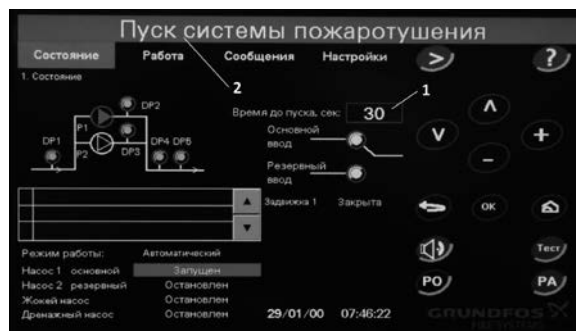 Пуск системы пожаротушения
Состояние Работа Сообщения Настройки > ?
1. Состояние
2
1
DP2
Время до пуска, сек: 30
P1
Основной
ввод
DP1 P2 DP3 DP4 DP5
Резервный
ввод
Задвижка 1 Закрыта
OK
Режим работы: Автоматический
Тест
Насос 1 основной Запущен
Насос 2 резервный Остановлен
PO PA
Жокей насос Остановлен
Дренажный насос Остановлен 29/01/00 07:46:22
GRUNDFOS